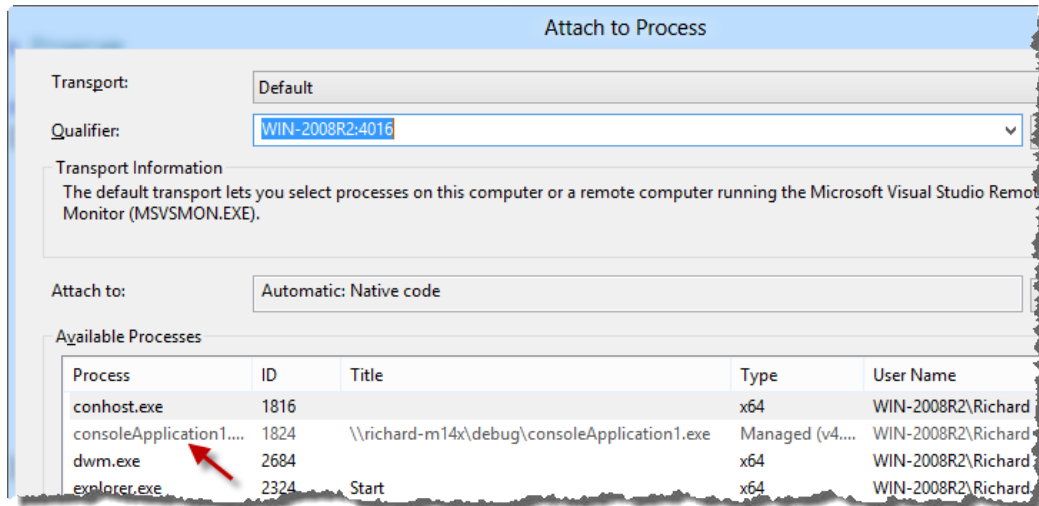 Attach to Process
Transport: Default
Qualifier: WIN-2008R2:4016
Transport Information
The default transport lets you select processes on this computer or a remote computer running the Microsoft Visual Studio Remot
Monitor (MSVSMON.EXE).
Attach to: Automatic: Native code
Available Processes
Process ID Title Type User Name
conhost.exe 1816 x64 WIN-2008R2\Richard
consoleApplication1.... 1824 \\richard-m14x\debug\consoleApplication1.exe Managed (v4.... WIN-2008R2\Richard
dwm.exe 2684 x64 WIN-2008R2\Richard
explorer.exe 2324 Start x64 WIN-2008R2\Richard